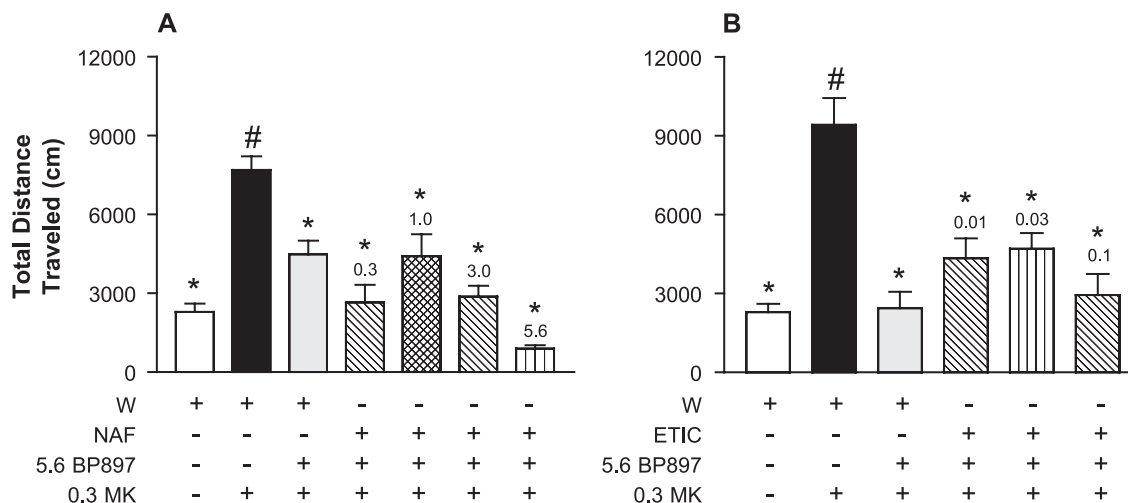 A
B
12000
9000
6000
3000
0
Total Distance
Traveled (cm)
*
#
*
*
0.3
*
1.0
*
3.0
*
5.6
W + + + - - - -
NAF - - - + + + +
5.6 BP897 - - + + + + +
0.3 MK - + + + + + +
12000
9000
6000
3000
0
*
#
*
*
0.01
*
0.03
*
0.1
W + + + - - -
ETIC - - - + + +
5.6 BP897 - - + + + +
0.3 MK - + + + + +